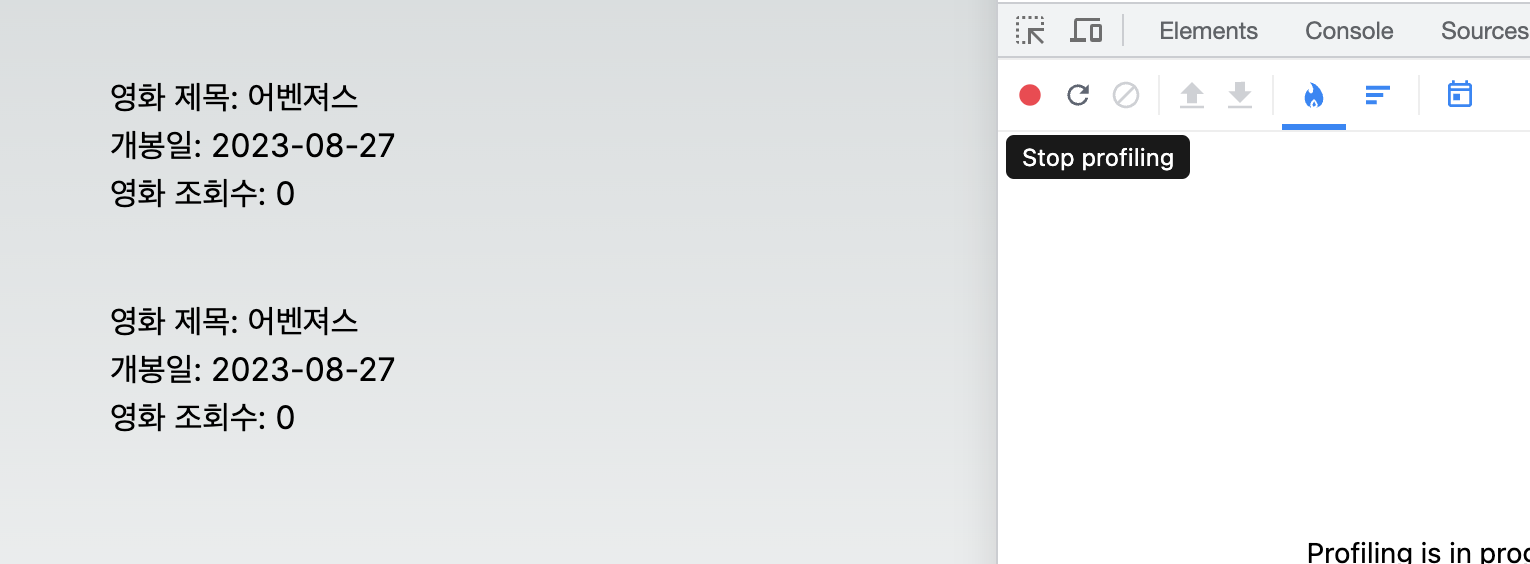 영화 제목: 어벤져스
개봉일: 2023-08-27
영화 조회수: 0
영화 제목: 어벤져스
개봉일: 2023-08-27
영화 조회수: 0
Elements Console Sources
Stop profiling
Profiling is in